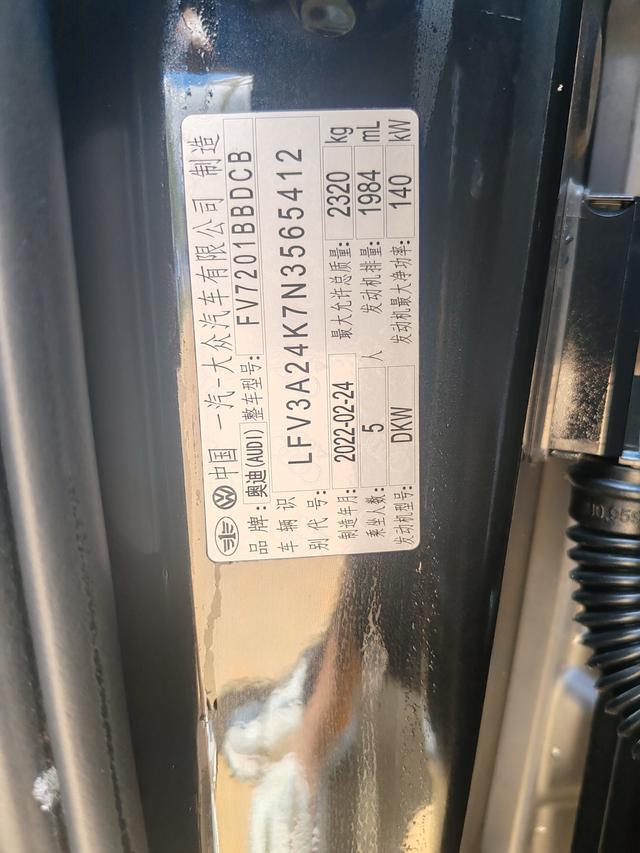 中国 一汽-大众汽车有限公司 制造
品牌: 奥迪(AUDI) 整车型号: FV7201BBDCB
车辆识别代号: LFV3A24K7N3565412
制造年月: 2022-02-24 最大允许总质量: 2320 kg
乘坐人数: 5 人 发动机排量: 1984 mL
发动机型号: DKW 发动机最大净功率: 140 kW